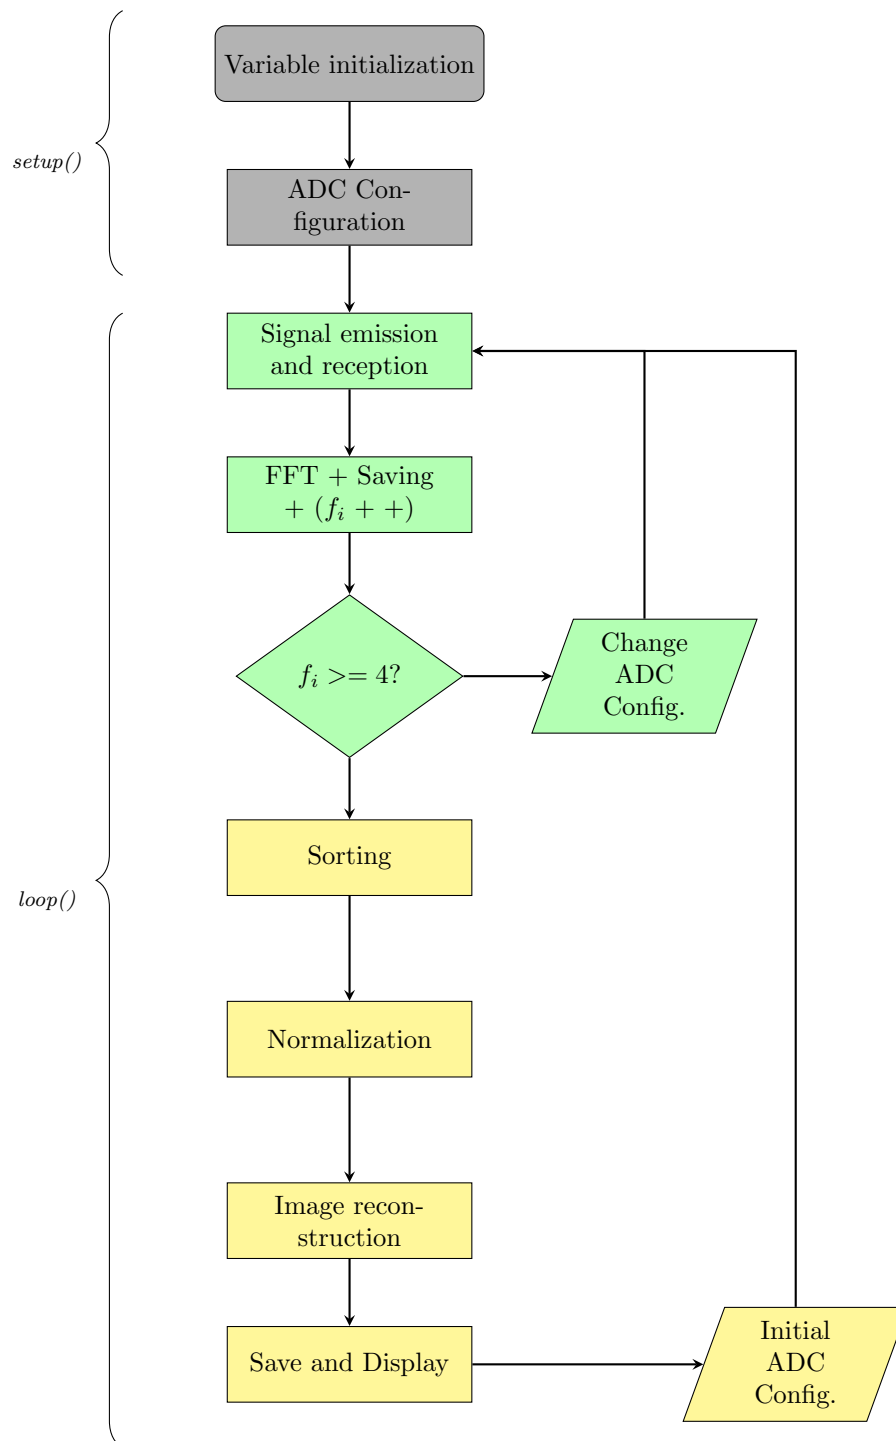 Variable initialization
setup()
ADC Con-
figuration
Signal emission
and reception
FFT + Saving
+ (f_i + +)
f_i >= 4?
Change
ADC
Config.
Sorting
loop()
Normalization
Image recon-
struction
Save and Display
Initial
ADC
Config.